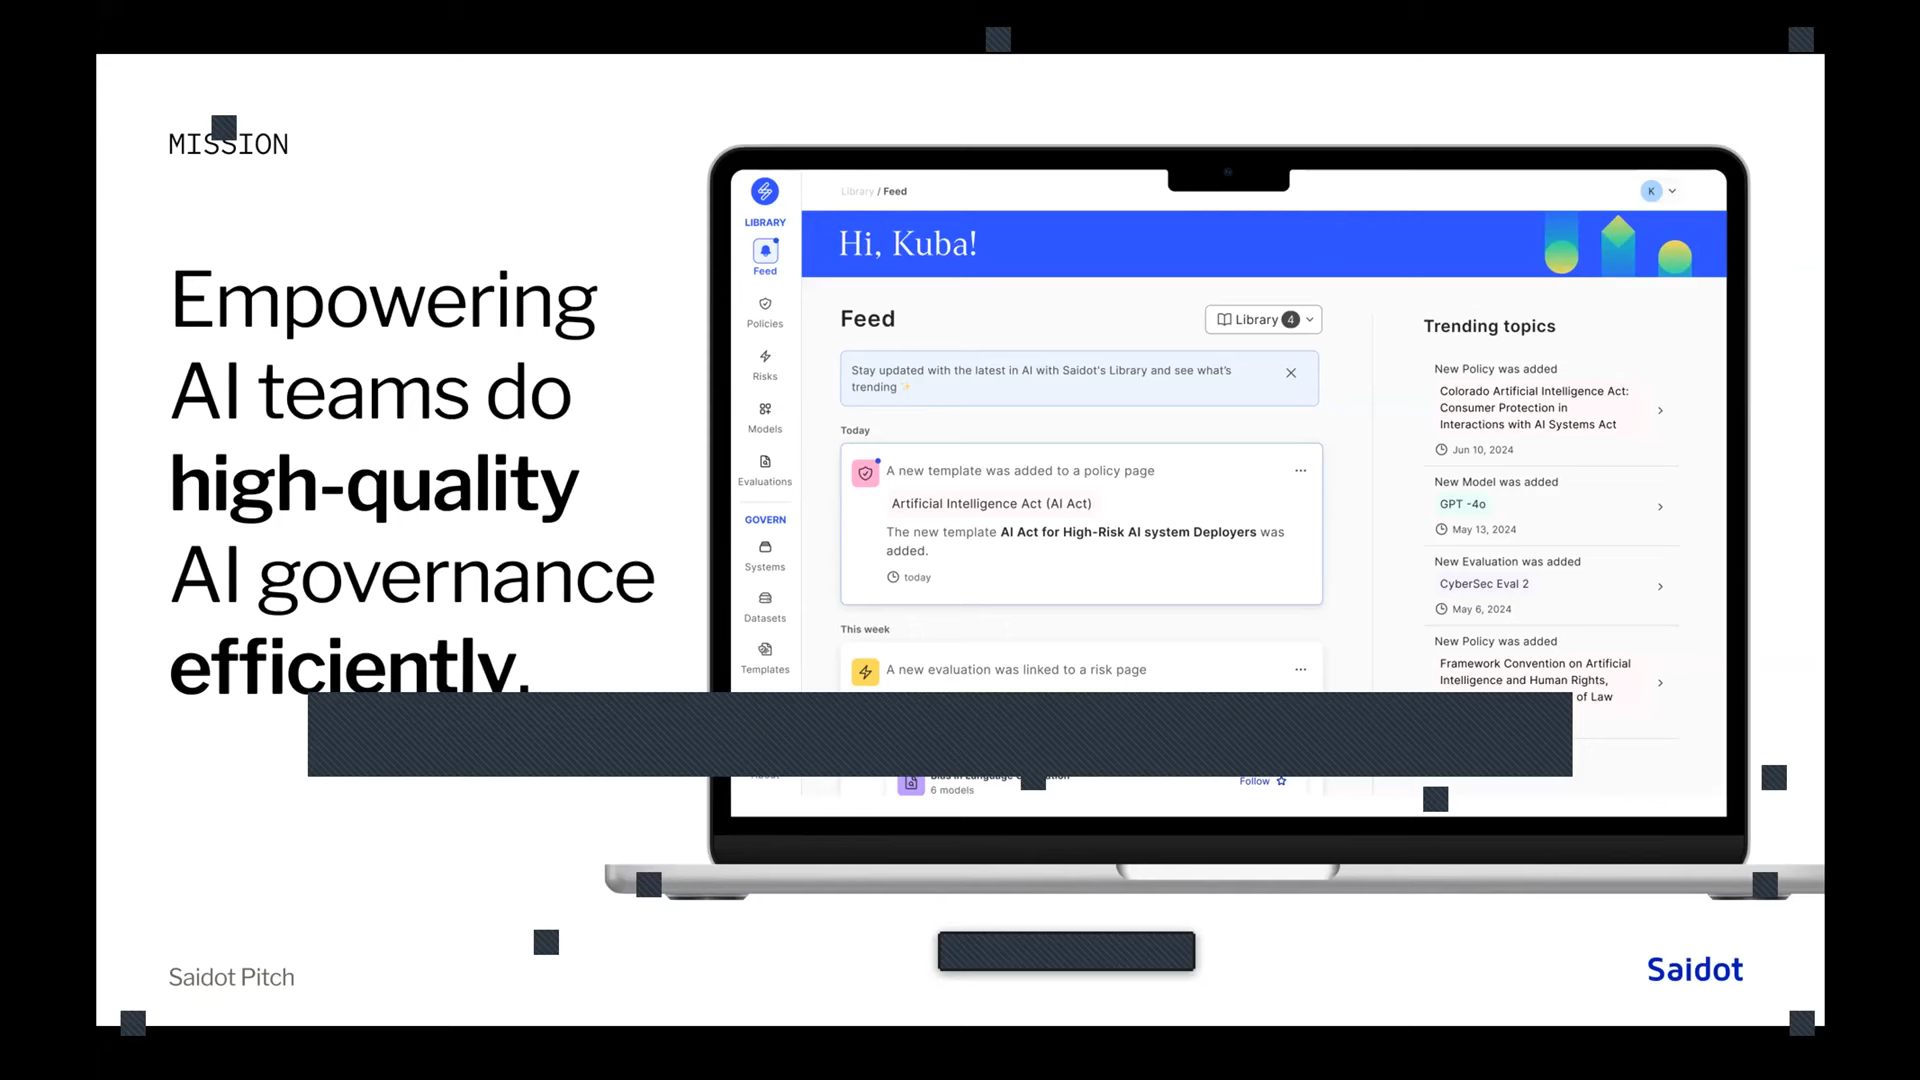 MISSION
Empowering
AI teams do
high-quality
AI governance
efficiently.
Saidot Pitch
LIBRARY
Feed
Policies
Risks
Models
Evaluations
GOVERN
Systems
Datasets
Templates
Library / Feed
K
Hi, Kuba!
Feed
Library 4
Stay updated with the latest in AI with Saidot's Library and see what's
trending ✨
Today
A new template was added to a policy page
Artificial Intelligence Act (AI Act)
The new template AI Act for High-Risk AI system Deployers was
added.
today
This week
A new evaluation was linked to a risk page
6 models
Follow
Trending topics
New Policy was added
Colorado Artificial Intelligence Act:
Consumer Protection in
Interactions with AI Systems Act
Jun 10, 2024
New Model was added
GPT -4o
May 13, 2024
New Evaluation was added
CyberSec Eval 2
May 6, 2024
New Policy was added
Framework Convention on Artificial
Intelligence and Human Rights,
of Law
Saidot